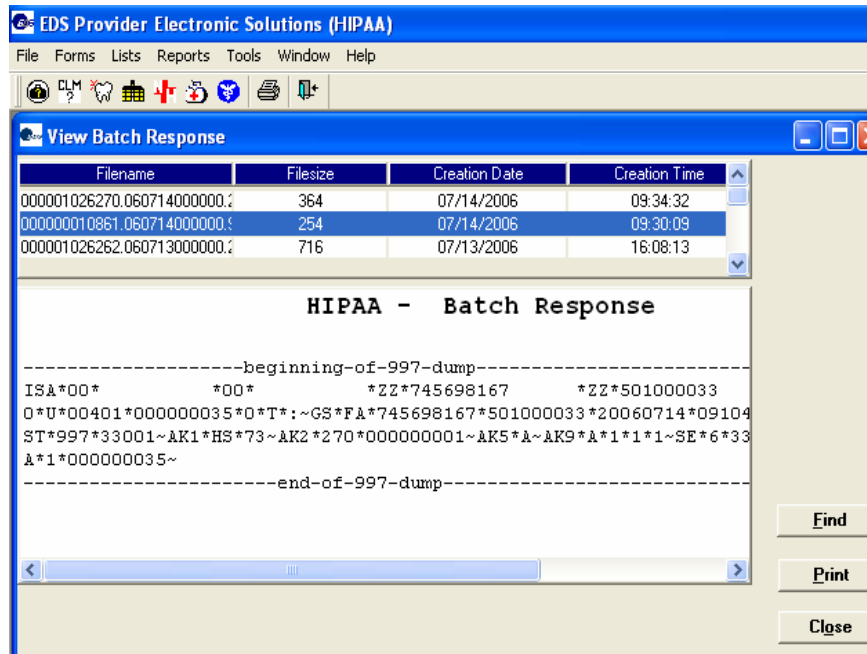 EDS Provider Electronic Solutions (HIPAA)
File Forms Lists Reports Tools Window Help
CLM ?
View Batch Response
Filename Filesize Creation Date Creation Time
000001026270.060714000000.2 364 07/14/2006 09:34:32
000000010861.060714000000.9 254 07/14/2006 09:30:09
000001026262.060713000000.2 716 07/13/2006 16:08:13
HIPAA - Batch Response
--------------------beginning-of-997-dump-------------------------
ISA*00* *00* *ZZ*745698167 *ZZ*501000033
0*U*00401*000000035*0*T*:~GS*FA*745698167*501000033*20060714*09104
ST*997*33001~AK1*HS*73~AK2*270*000000001~AK5*A~AK9*A*1*1*1~SE*6*33
A*1*000000035~
-----------------------end-of-997-dump----------------------------
Find
Print
Close